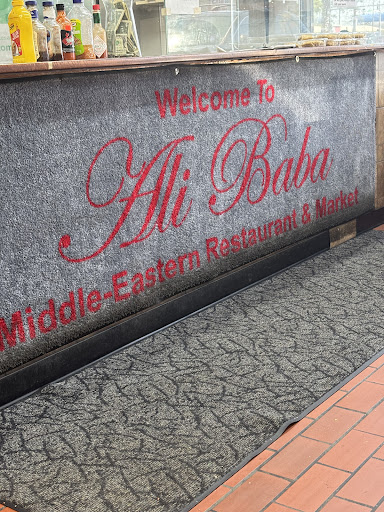 Welcome To
Ali Baba
Middle-Eastern Restaurant & Market